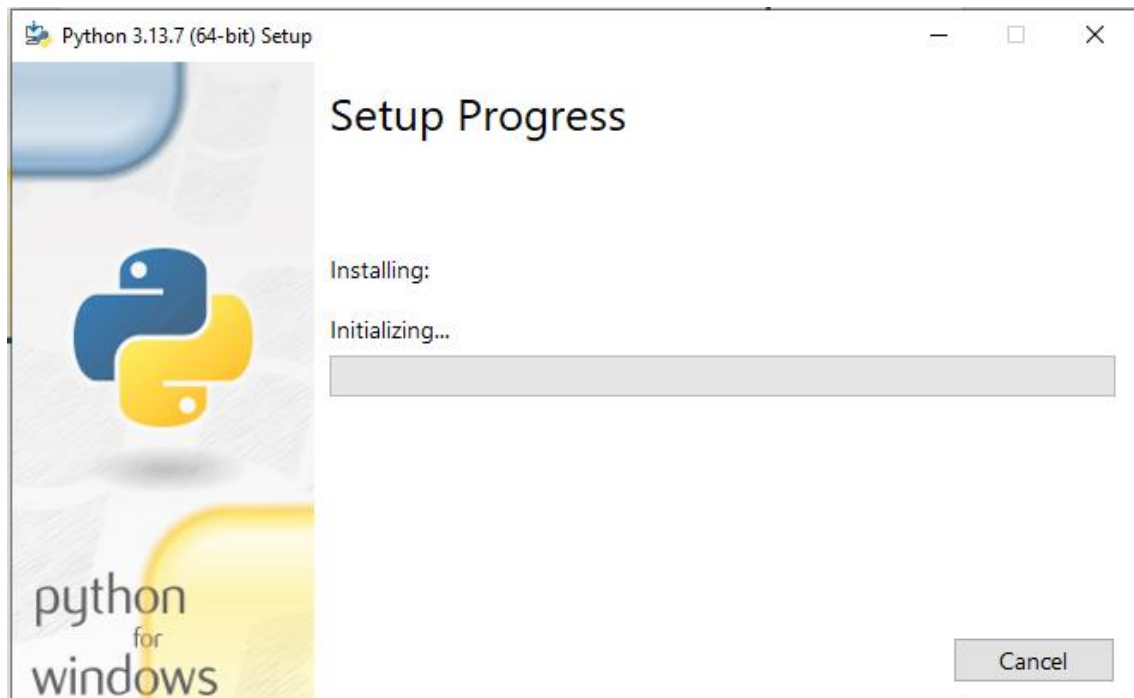 Python 3.13.7 (64-bit) Setup
Setup Progress
Installing:
Initializing...
python
for
windows
Cancel